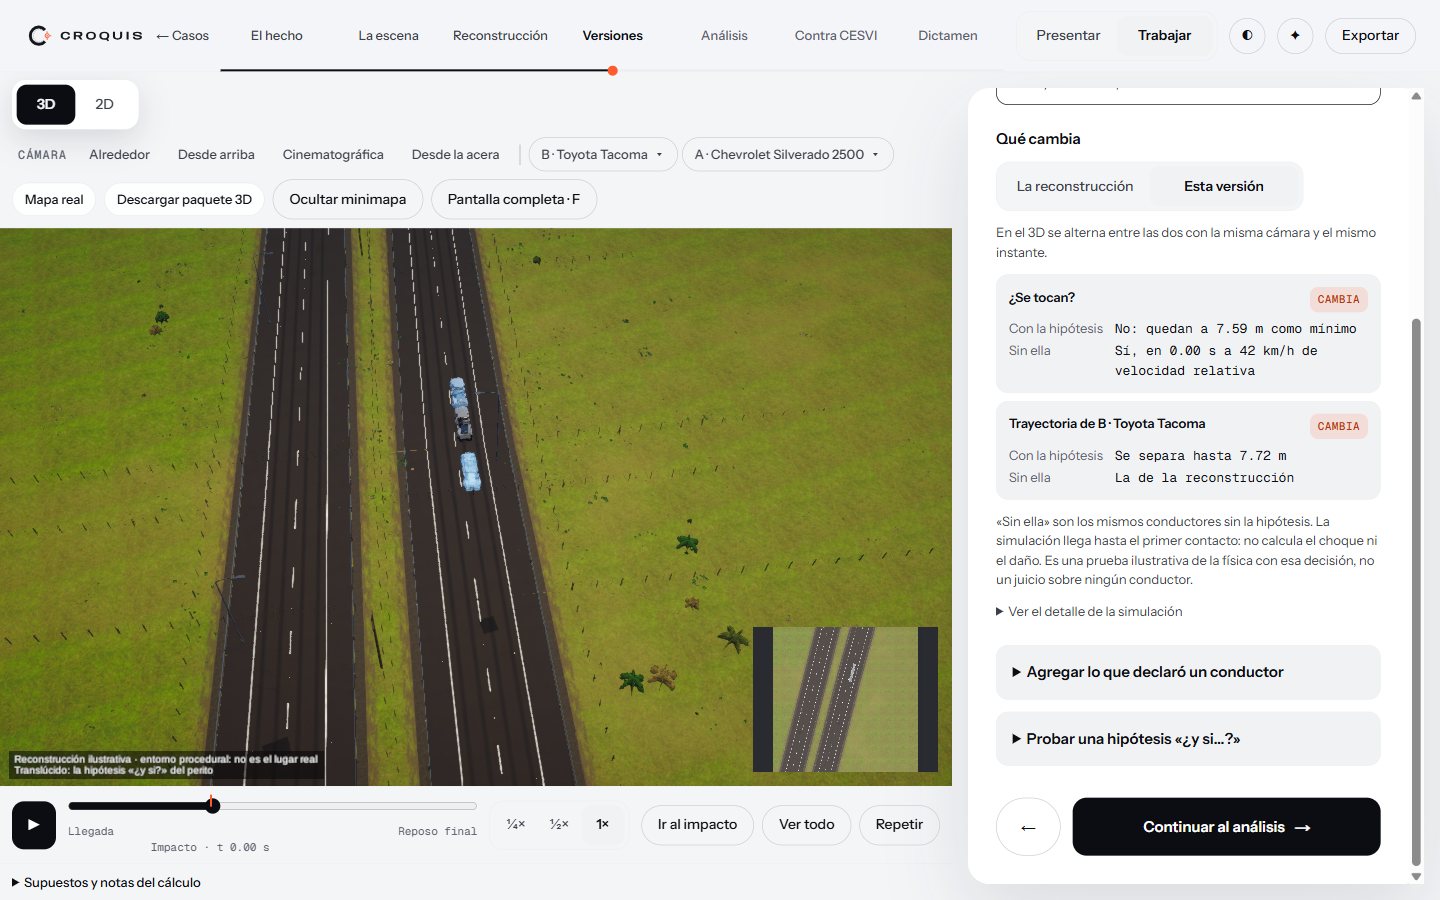 CROQUIS
← Casos
El hecho
La escena
Reconstrucción
Versiones
Análisis
Contra CESVI
Dictamen
Presentar
Trabajar
Exportar
3D
2D
CÁMARA
Alrededor
Desde arriba
Cinematográfica
Desde la acera
B · Toyota Tacoma
A · Chevrolet Silverado 2500
Mapa real
Descargar paquete 3D
Ocultar minimapa
Pantalla completa · F
Reconstrucción ilustrativa · entorno procedural: no es el lugar real
Translúcido: la hipótesis «¿y si?» del perito
Llegada
Reposo final
Impacto · t 0.00 s
¼×
½×
1×
Ir al impacto
Ver todo
Repetir
Supuestos y notas del cálculo
Qué cambia
La reconstrucción
Esta versión
En el 3D se alterna entre las dos con la misma cámara y el mismo
instante.
¿Se tocan?
CAMBIA
Con la hipótesis
No: quedan a 7.59 m como mínimo
Sin ella
Sí, en 0.00 s a 42 km/h de
velocidad relativa
Trayectoria de B · Toyota Tacoma
CAMBIA
Con la hipótesis
Se separa hasta 7.72 m
Sin ella
La de la reconstrucción
«Sin ella» son los mismos conductores sin la hipótesis. La
simulación llega hasta el primer contacto: no calcula el choque ni
el daño. Es una prueba ilustrativa de la física con esa decisión, no
un juicio sobre ningún conductor.
Ver el detalle de la simulación
Agregar lo que declaró un conductor
Probar una hipótesis «¿y si…?»
←
Continuar al análisis →